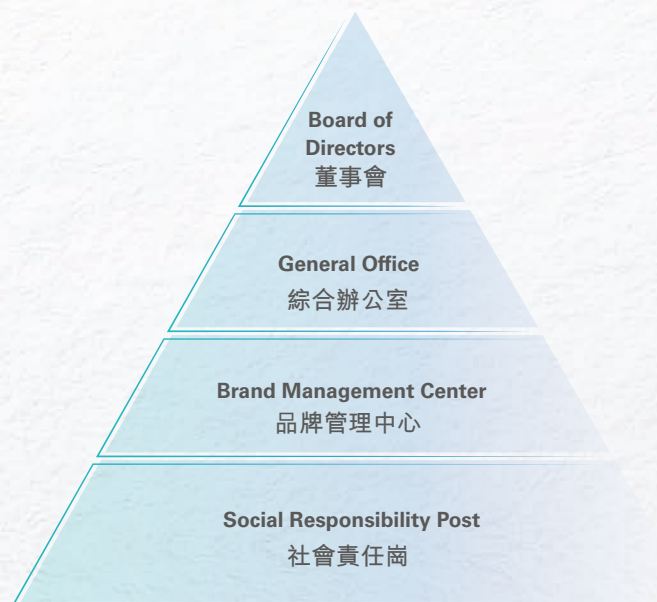 Board of
Directors
董事會
General Office
綜合辦公室
Brand Management Center
品牌管理中心
Social Responsibility Post
社會責任崗